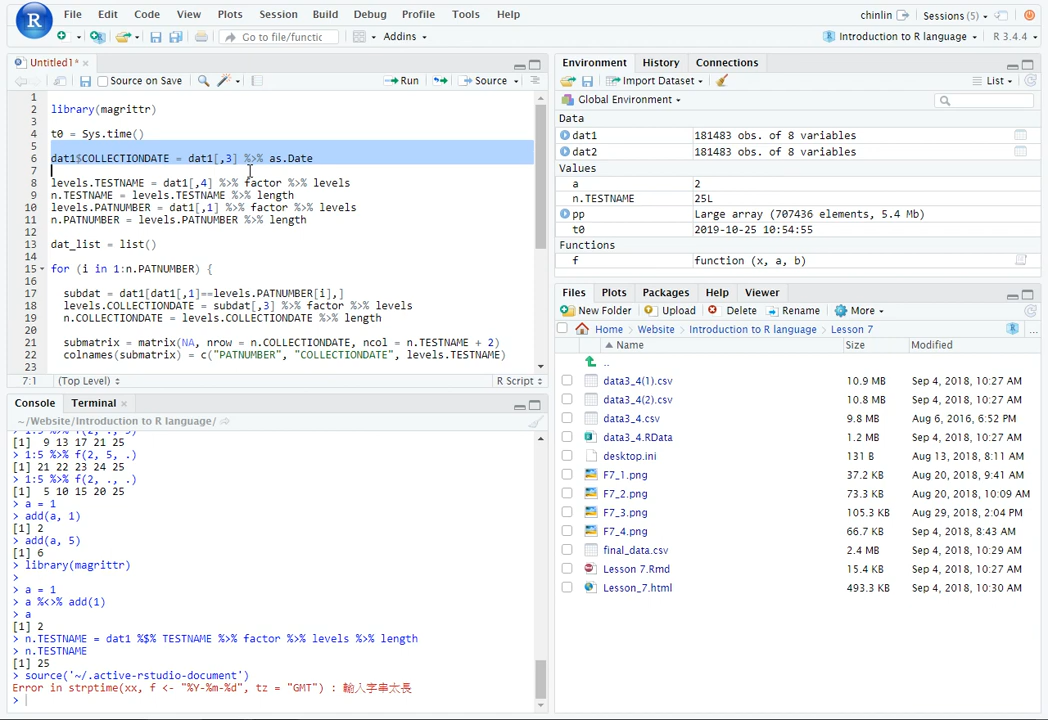 File Edit Code View Plots Session Build Debug Profile Tools Help
chinlin Sessions (5)
Go to file/functic Addins
Introduction to R language R 3.4.4
Untitled1*
Source on Save Run Source
1
2 library(magrittr)
3
4 t0 = Sys.time()
5
6 dat1$COLLECTIONDATE = dat1[,3] %>% as.Date
7
8 levels.TESTNAME = dat1[,4] %>% factor %>% levels
9 n.TESTNAME = levels.TESTNAME %>% length
10 levels.PATNUMBER = dat1[,1] %>% factor %>% levels
11 n.PATNUMBER = levels.PATNUMBER %>% length
12
13 dat_list = list()
14
15 for (i in 1:n.PATNUMBER) {
16
17 subdat = dat1[dat1[,1]==levels.PATNUMBER[i],]
18 levels.COLLECTIONDATE = subdat[,3] %>% factor %>% levels
19 n.COLLECTIONDATE = levels.COLLECTIONDATE %>% length
20
21 submatrix = matrix(NA, nrow = n.COLLECTIONDATE, ncol = n.TESTNAME + 2)
22 colnames(submatrix) = c("PATNUMBER", "COLLECTIONDATE", levels.TESTNAME)
23
7:1 (Top Level) R Script
Console Terminal
~/Website/Introduction to R language/
> 1:5 %>% f(2, ., 5)
[1] 9 13 17 21 25
> 1:5 %>% f(2, 5, .)
[1] 21 22 23 24 25
> 1:5 %>% f(2, ., .)
[1] 5 10 15 20 25
> a = 1
> add(a, 1)
[1] 2
> add(a, 5)
[1] 6
> library(magrittr)
>
> a = 1
> a %<>% add(1)
> a
[1] 2
> n.TESTNAME = dat1 %$% TESTNAME %>% factor %>% levels %>% length
> n.TESTNAME
[1] 25
> source('~/.active-rstudio-document')
Error in strptime(xx, f <- "%Y-%m-%d", tz = "GMT") : 輸入字串太長
>
Environment History Connections
Import Dataset List
Global Environment
Data
dat1 181483 obs. of 8 variables
dat2 181483 obs. of 8 variables
Values
a 2
n.TESTNAME 25L
pp Large array (707436 elements, 5.4 Mb)
t0 2019-10-25 10:54:55
Functions
f function (x, a, b)
Files Plots Packages Help Viewer
New Folder Upload Delete Rename More
Home Website Introduction to R language Lesson 7 ...
Name Size Modified
..
data3_4(1).csv 10.9 MB Sep 4, 2018, 10:27 AM
data3_4(2).csv 10.8 MB Sep 4, 2018, 10:27 AM
data3_4.csv 9.8 MB Aug 6, 2016, 6:52 PM
data3_4.RData 1.2 MB Sep 4, 2018, 10:27 AM
desktop.ini 131 B Aug 13, 2018, 8:11 AM
F7_1.png 37.2 KB Aug 20, 2018, 9:41 AM
F7_2.png 73.3 KB Aug 20, 2018, 10:09 AM
F7_3.png 105.3 KB Aug 29, 2018, 2:04 PM
F7_4.png 66.7 KB Sep 4, 2018, 8:43 AM
final_data.csv 2.4 MB Sep 4, 2018, 10:29 AM
Lesson 7.Rmd 15.4 KB Sep 4, 2018, 10:27 AM
Lesson_7.html 493.3 KB Sep 4, 2018, 10:30 AM